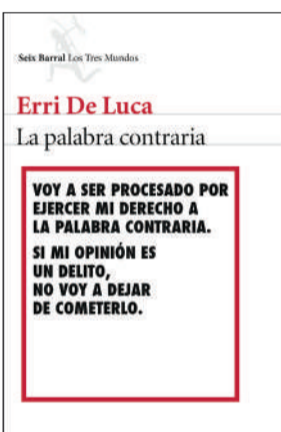 Seix Barral Los Tres Mundos
Erri De Luca
La palabra contraria
VOY A SER PROCESADO POR
EJERCER MI DERECHO A
LA PALABRA CONTRARIA.
SI MI OPINIÓN ES
UN DELITO,
NO VOY A DEJAR
DE COMETERLO.